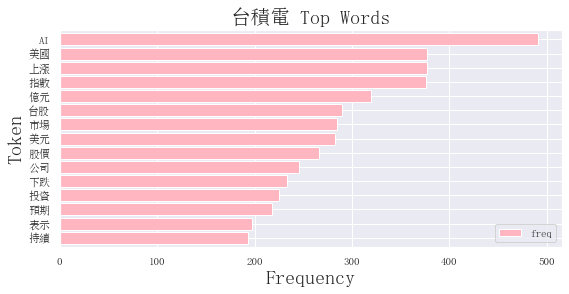 台積電 Top Words
Token
AI
美國
上漲
指數
億元
台股
市場
美元
股價
公司
下跌
投資
預期
表示
持續
freq
0 100 200 300 400 500
Frequency